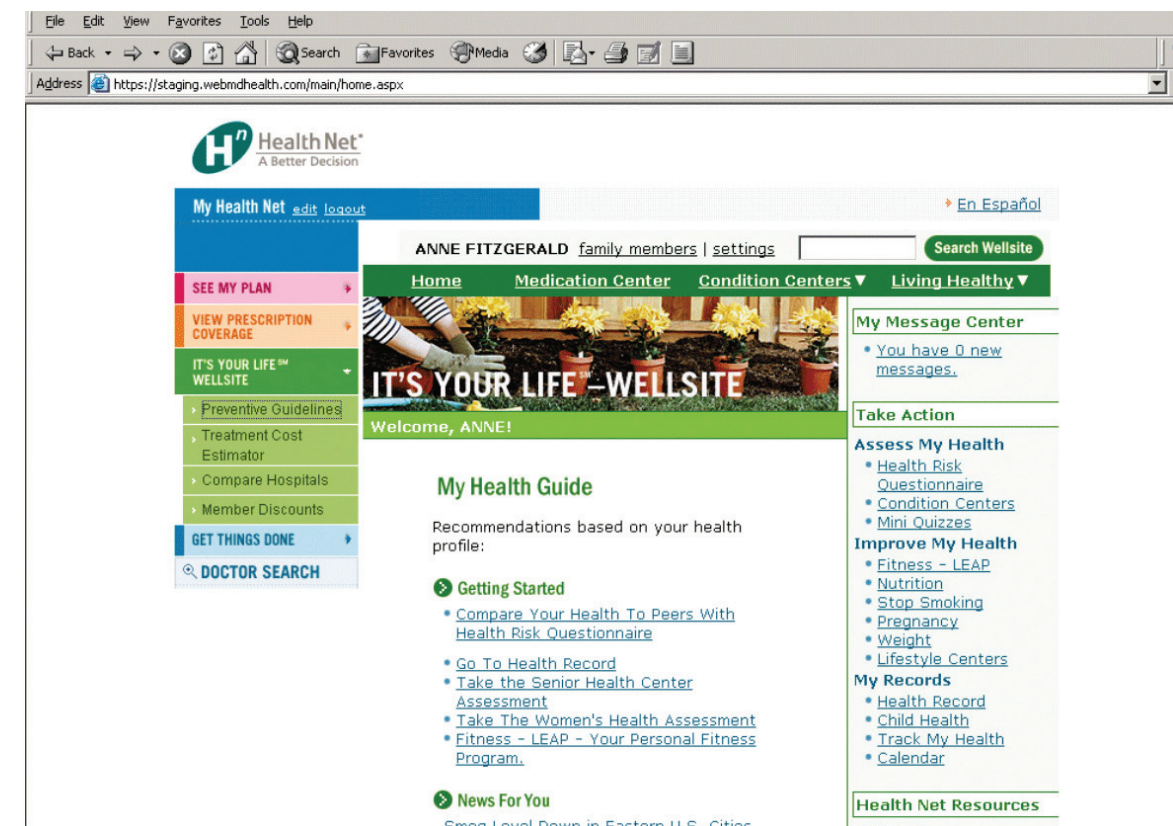 File Edit View Favorites Tools Help
Back Search Favorites Media
Address https://staging.webmdhealth.com/main/home.aspx
Hn Health Net®
A Better Decision
My Health Net edit logout
En Español
ANNE FITZGERALD family members | settings Search Wellsite
Home Medication Center Condition Centers▼ Living Healthy▼
SEE MY PLAN
VIEW PRESCRIPTION
COVERAGE
IT'S YOUR LIFE℠
WELLSITE
Preventive Guidelines
Treatment Cost
Estimator
Compare Hospitals
Member Discounts
GET THINGS DONE
DOCTOR SEARCH
IT'S YOUR LIFE℠–WELLSITE
Welcome, ANNE!
My Health Guide
Recommendations based on your health
profile:
Getting Started
• Compare Your Health To Peers With
Health Risk Questionnaire
• Go To Health Record
• Take the Senior Health Center
Assessment
• Take The Women's Health Assessment
• Fitness – LEAP – Your Personal Fitness
Program.
News For You
Smog Level Down in Eastern U.S. Cities
My Message Center
• You have 0 new
messages.
Take Action
Assess My Health
• Health Risk
Questionnaire
• Condition Centers
• Mini Quizzes
Improve My Health
• Fitness – LEAP
• Nutrition
• Stop Smoking
• Pregnancy
• Weight
• Lifestyle Centers
My Records
• Health Record
• Child Health
• Track My Health
• Calendar
Health Net Resources